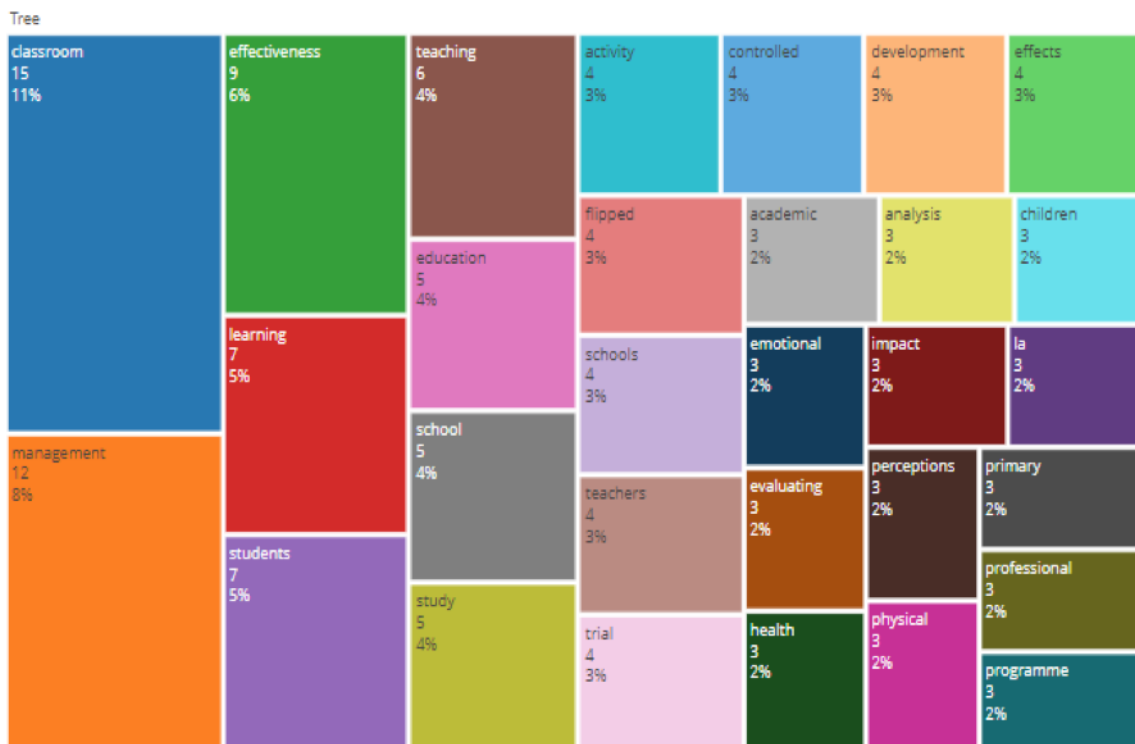 Tree
classroom
15
11%
management
12
8%
effectiveness
9
6%
learning
7
5%
students
7
5%
teaching
6
4%
education
5
4%
school
5
4%
study
5
4%
activity
4
3%
controlled
4
3%
development
4
3%
effects
4
3%
flipped
4
3%
schools
4
3%
teachers
4
3%
trial
4
3%
academic
3
2%
analysis
3
2%
children
3
2%
emotional
3
2%
evaluating
3
2%
health
3
2%
impact
3
2%
la
3
2%
perceptions
3
2%
physical
3
2%
primary
3
2%
professional
3
2%
programme
3
2%